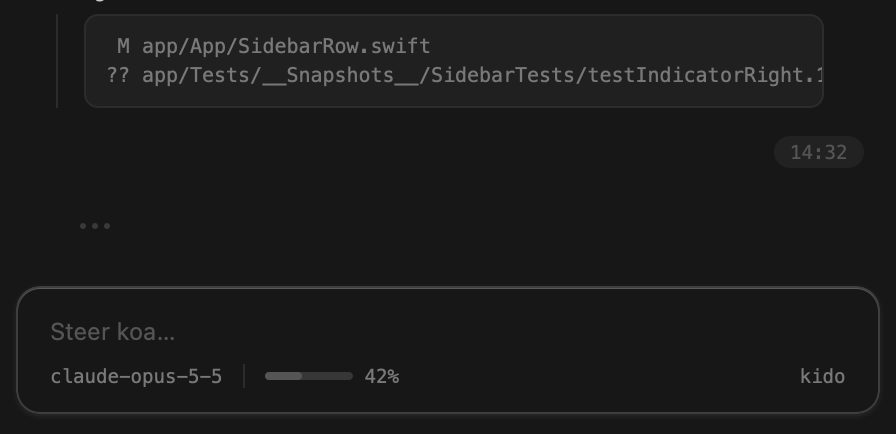 M app/App/SidebarRow.swift
?? app/Tests/__Snapshots__/SidebarTests/testIndicatorRight.
14:32
Steer koa...
claude-opus-5-5
42%
kido